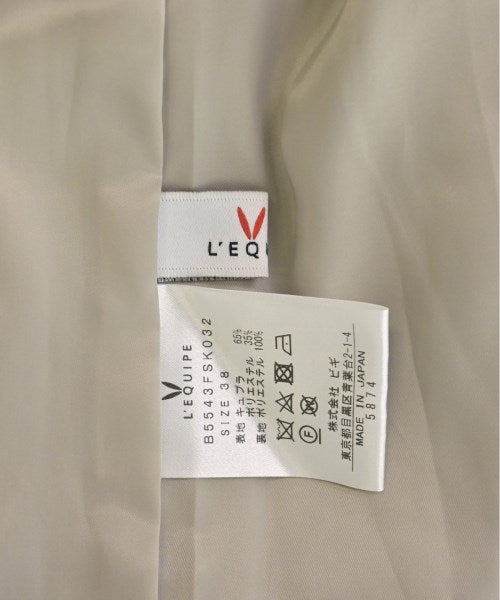 L'EQU
L'EQUIPE
B5543FSK032
SIZE 38
表地 キュプラ 65%
ポリエステル 35%
裏地 ポリエステル 100%
F
株式会社 ビギ
東京都目黒区青葉台2-1-4
MADE IN JAPAN
5874